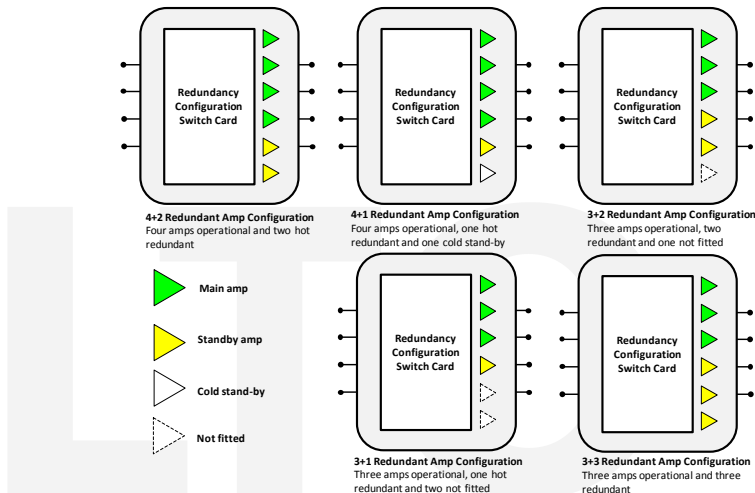 Redundancy
Configuration
Switch Card
4+2 Redundant Amp Configuration
Four amps operational and two hot
redundant
Redundancy
Configuration
Switch Card
4+1 Redundant Amp Configuration
Four amps operational, one hot
redundant and one cold stand-by
Redundancy
Configuration
Switch Card
3+2 Redundant Amp Configuration
Three amps operational, two
redundant and one not fitted
Main amp
Standby amp
Cold stand-by
Not fitted
Redundancy
Configuration
Switch Card
3+1 Redundant Amp Configuration
Three amps operational, one hot
redundant and two not fitted
Redundancy
Configuration
Switch Card
3+3 Redundant Amp Configuration
Three amps operational and three
redundant